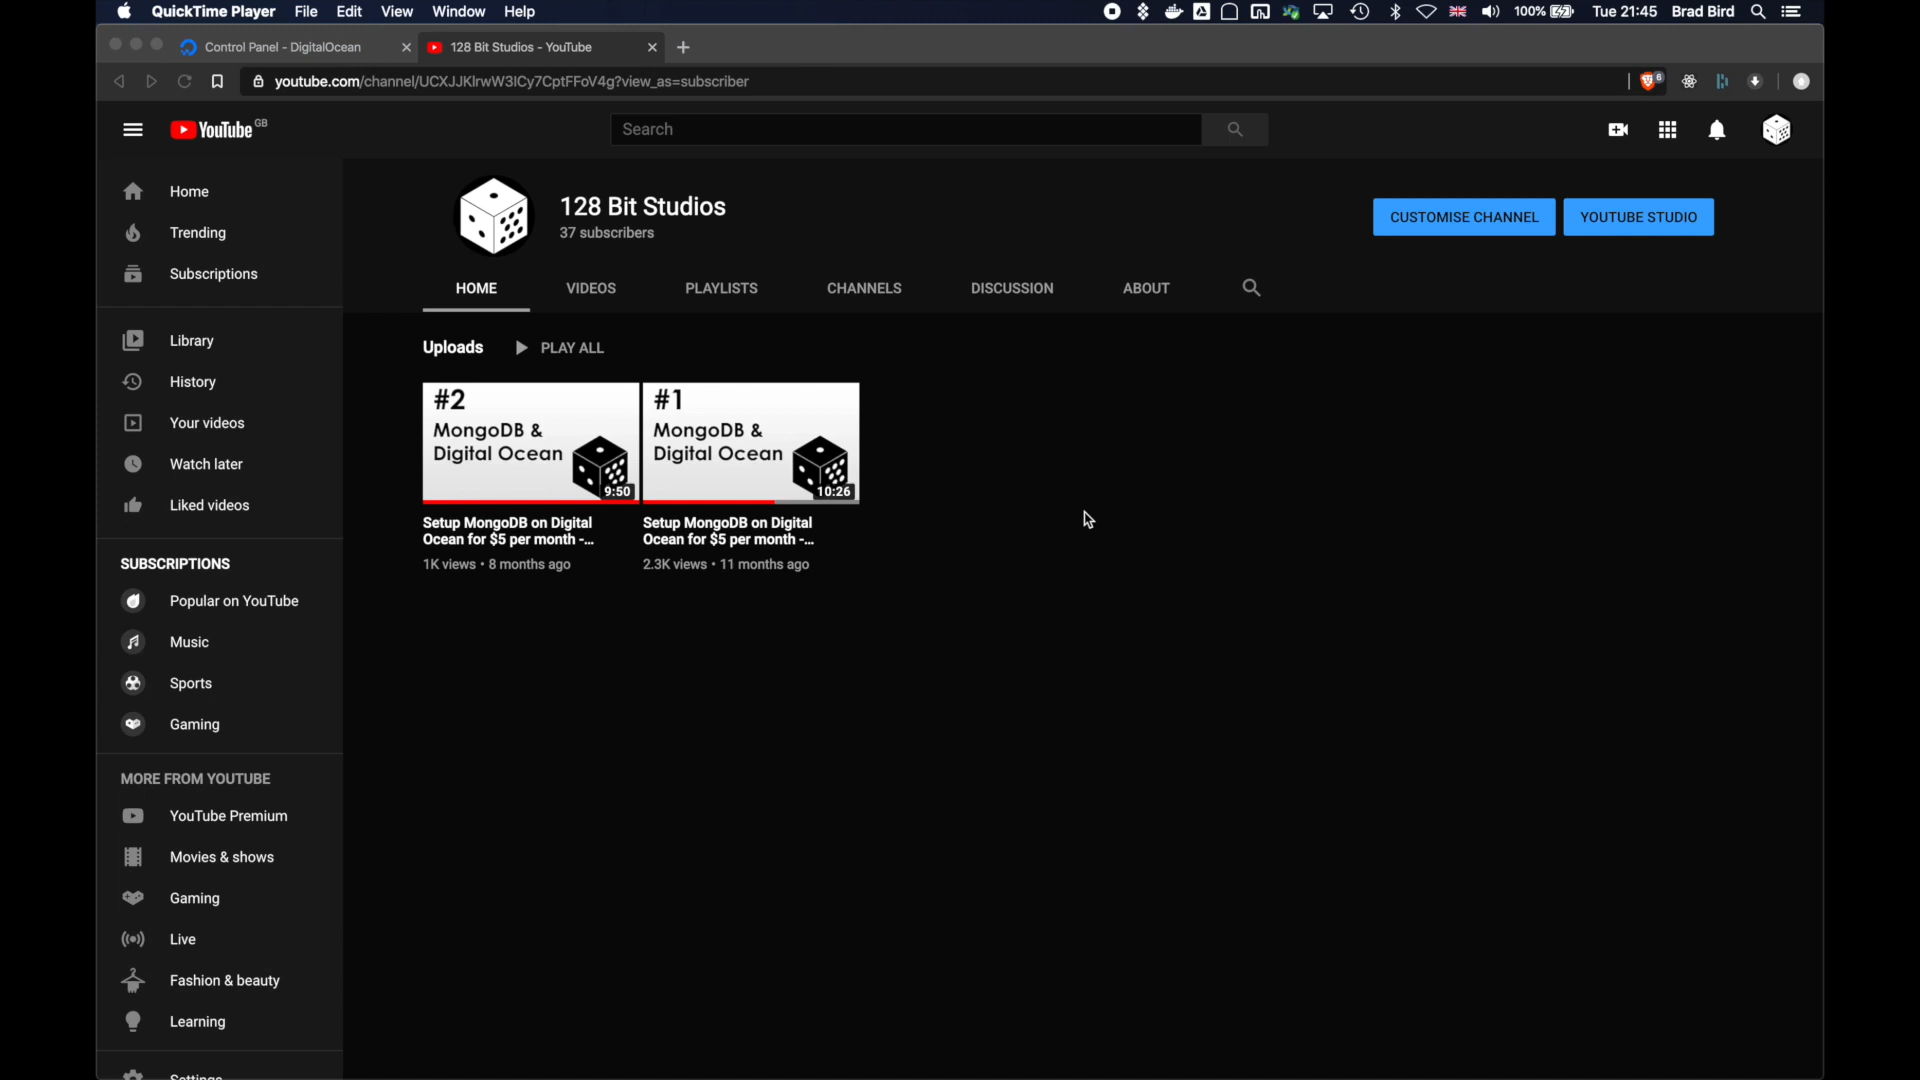 QuickTime Player File Edit View Window Help 100% Tue 21:45 Brad Bird
Control Panel - DigitalOcean 128 Bit Studios - YouTube
youtube.com/channel/UCXJJKlrwW3lCy7CptFFoV4g?view_as=subscriber 6
YouTube GB Search
Home
Trending
Subscriptions
Library
History
Your videos
Watch later
Liked videos
SUBSCRIPTIONS
Popular on YouTube
Music
Sports
Gaming
MORE FROM YOUTUBE
YouTube Premium
Movies & shows
Gaming
Live
Fashion & beauty
Learning
Settings
128 Bit Studios
37 subscribers
CUSTOMISE CHANNEL YOUTUBE STUDIO
HOME VIDEOS PLAYLISTS CHANNELS DISCUSSION ABOUT
Uploads PLAY ALL
#2
MongoDB &
Digital Ocean
9:50
Setup MongoDB on Digital
Ocean for $5 per month -...
1K views • 8 months ago
#1
MongoDB &
Digital Ocean
10:26
Setup MongoDB on Digital
Ocean for $5 per month -...
2.3K views • 11 months ago